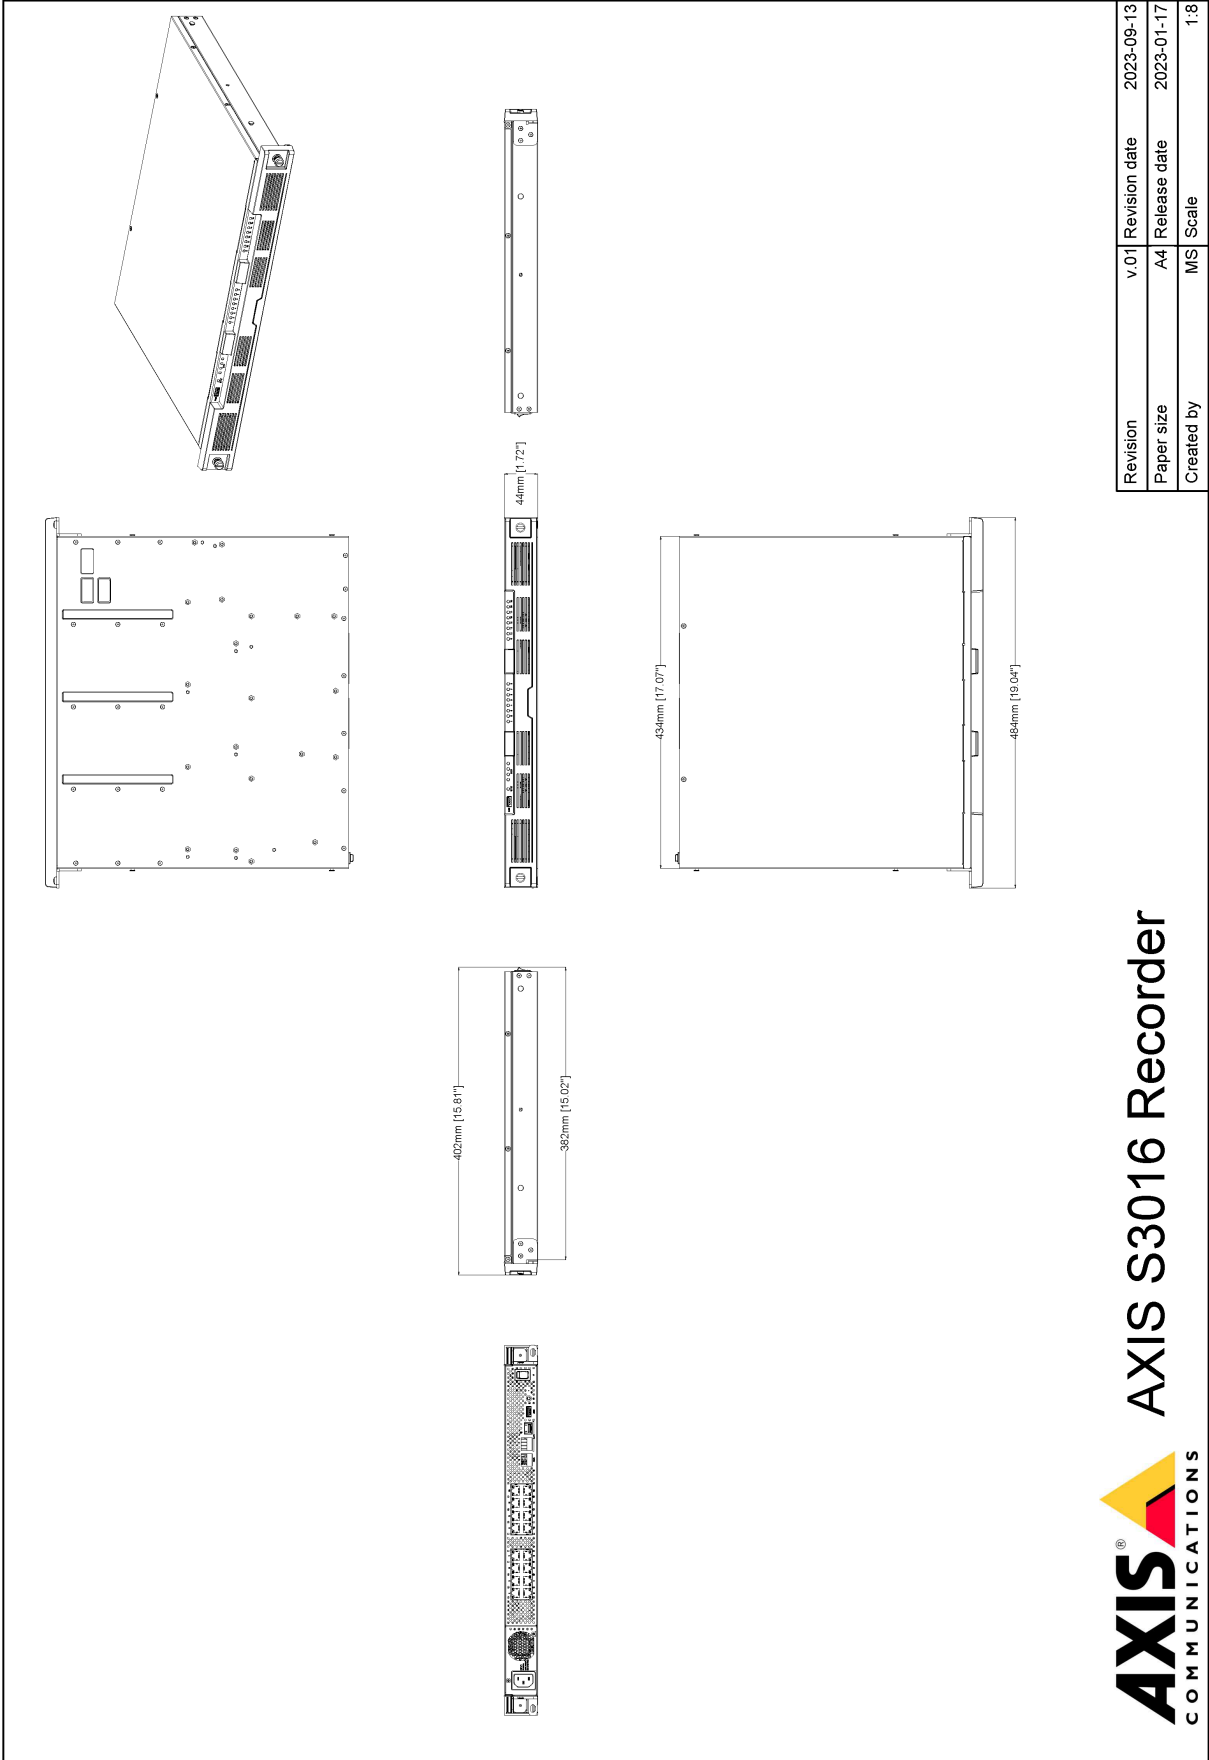 44mm [1.72"]
402mm [15.81"]
382mm [15.02"]
434mm [17.07"]
484mm [19.04"]
AXIS®
COMMUNICATIONS
AXIS S3016 Recorder
Revision v.01 Revision date 2023-09-13
Paper size A4 Release date 2023-01-17
Created by MS Scale 1:8